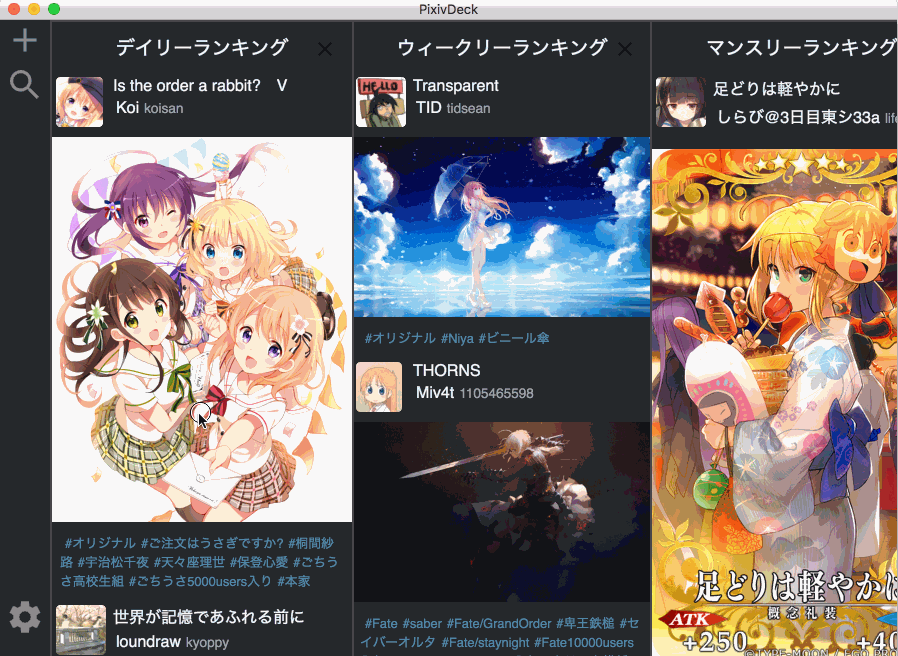 PixivDeck
デイリーランキング
Is the order a rabbit? V
Koi koisan
#オリジナル #ご注文はうさぎですか? #桐間紗
路 #宇治松千夜 #天々座理世 #保登心愛 #ごちう
さ高校生組 #ごちうさ5000users入り #本家
世界が記憶であふれる前に
loundraw kyoppy
ウィークリーランキング
HELLO
Transparent
TID tidsean
#オリジナル #Niya #ビニール傘
THORNS
Miv4t 1105465598
#Fate #saber #Fate/GrandOrder #卑王鉄槌 #セ
イバーオルタ #Fate/staynight #Fate10000users
マンスリーランキング
足どりは軽やかに
しらび@3日目東シ33a life
足どりは軽やかに
概念礼装
ATK
+250
+40
©TYPE-MOON / FGO PRO